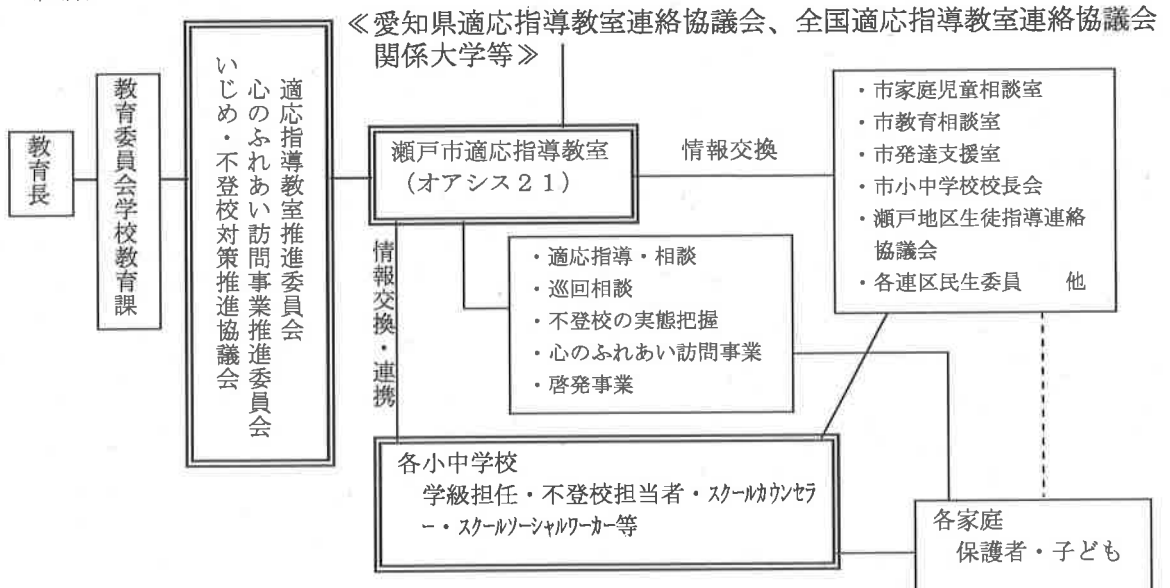 ≪愛知県適応指導教室連絡協議会、全国適応指導教室連絡協議会
関係大学等≫
教育長
教育委員会学校教育課
適応指導教室推進委員会
心のふれあい訪問事業推進委員会
いじめ・不登校対策推進協議会
瀬戸市適応指導教室
(オアシス21)
情報交換
・市家庭児童相談室
・市教育相談室
・市発達支援室
・市小中学校校長会
・瀬戸地区生徒指導連絡
協議会
・各連区民生委員 他
情報交換・連携
・適応指導・相談
・巡回相談
・不登校の実態把握
・心のふれあい訪問事業
・啓発事業
各小中学校
学級担任・不登校担当者・スクールカウンセラ
ー・スクールソーシャルワーカー等
各家庭
保護者・子ども